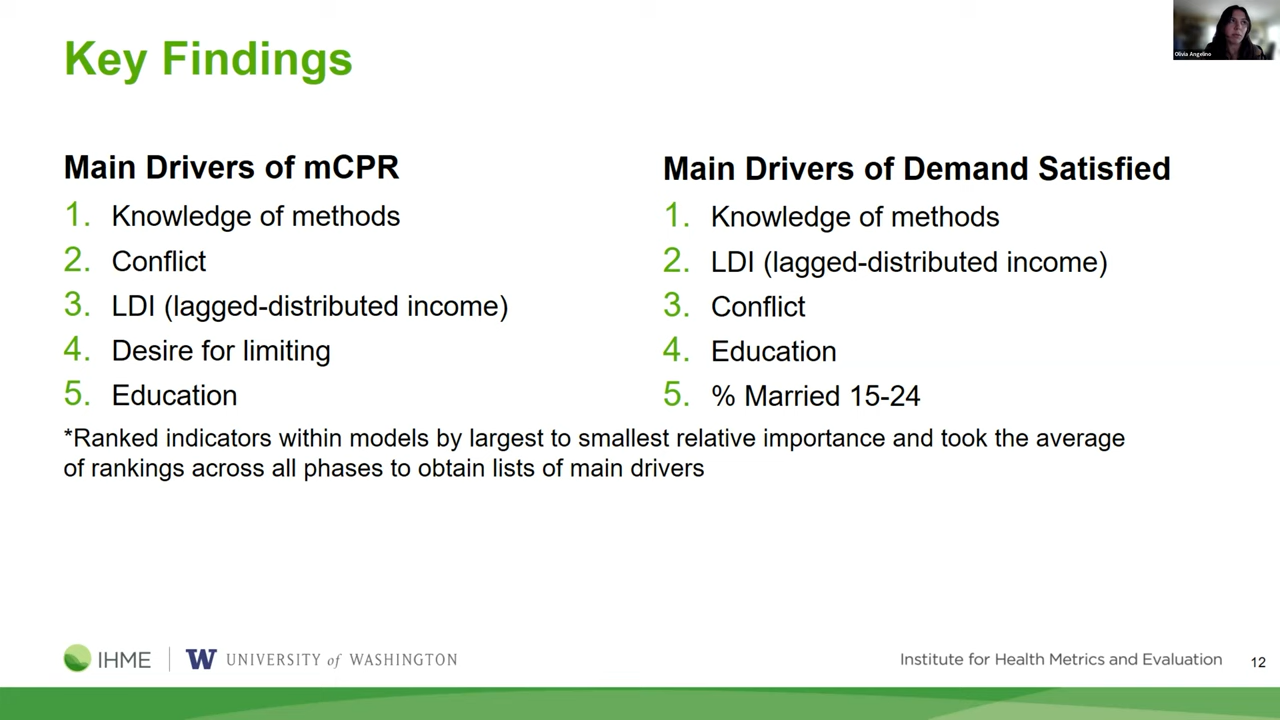 Key Findings
Olivia Angelino
Main Drivers of mCPR
1. Knowledge of methods
2. Conflict
3. LDI (lagged-distributed income)
4. Desire for limiting
5. Education
Main Drivers of Demand Satisfied
1. Knowledge of methods
2. LDI (lagged-distributed income)
3. Conflict
4. Education
5. % Married 15-24
*Ranked indicators within models by largest to smallest relative importance and took the average
of rankings across all phases to obtain lists of main drivers
IHME
W UNIVERSITY of WASHINGTON
Institute for Health Metrics and Evaluation
12